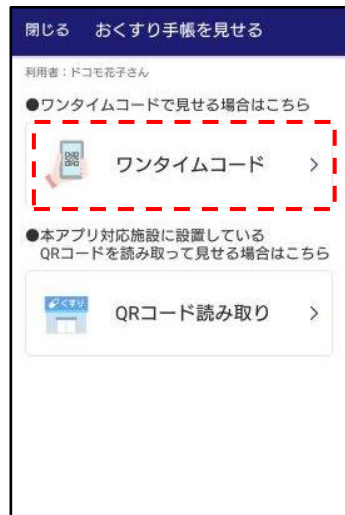 閉じる おくすり手帳を見せる
利用者：ドコモ花子さん
●ワンタイムコードで見せる場合はこちら
ワンタイムコード >
●本アプリ対応施設に設置している
QRコードを読み取って見せる場合はこちら
くすり
QRコード読み取り >